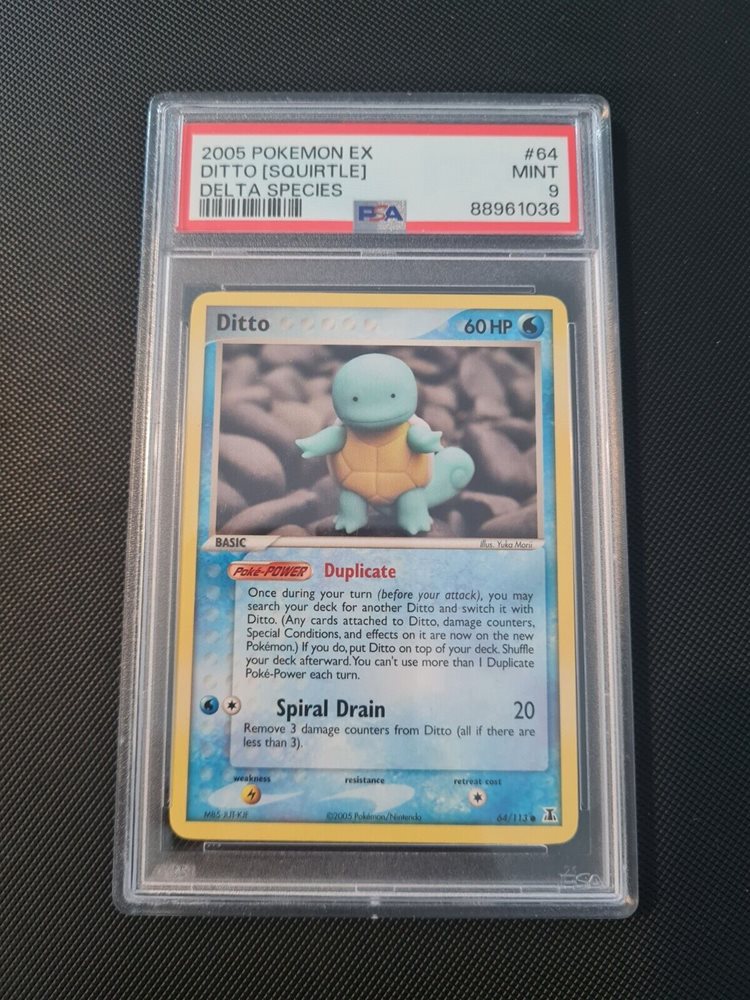 2005 POKEMON EX #64
DITTO [SQUIRTLE] MINT
DELTA SPECIES 9
PSA 88961036
Ditto 60 HP
BASIC illus. Yuka Morii
Poké-POWER Duplicate
Once during your turn (before your attack), you may
search your deck for another Ditto and switch it with
Ditto. (Any cards attached to Ditto, damage counters,
Special Conditions, and effects on it are now on the new
Pokémon.) If you do, put Ditto on top of your deck. Shuffle
your deck afterward. You can't use more than 1 Duplicate
Poké-Power each turn.
Spiral Drain 20
Remove 3 damage counters from Ditto (all if there are
less than 3).
weakness resistance retreat cost
©2005 Pokémon/Nintendo 64/113